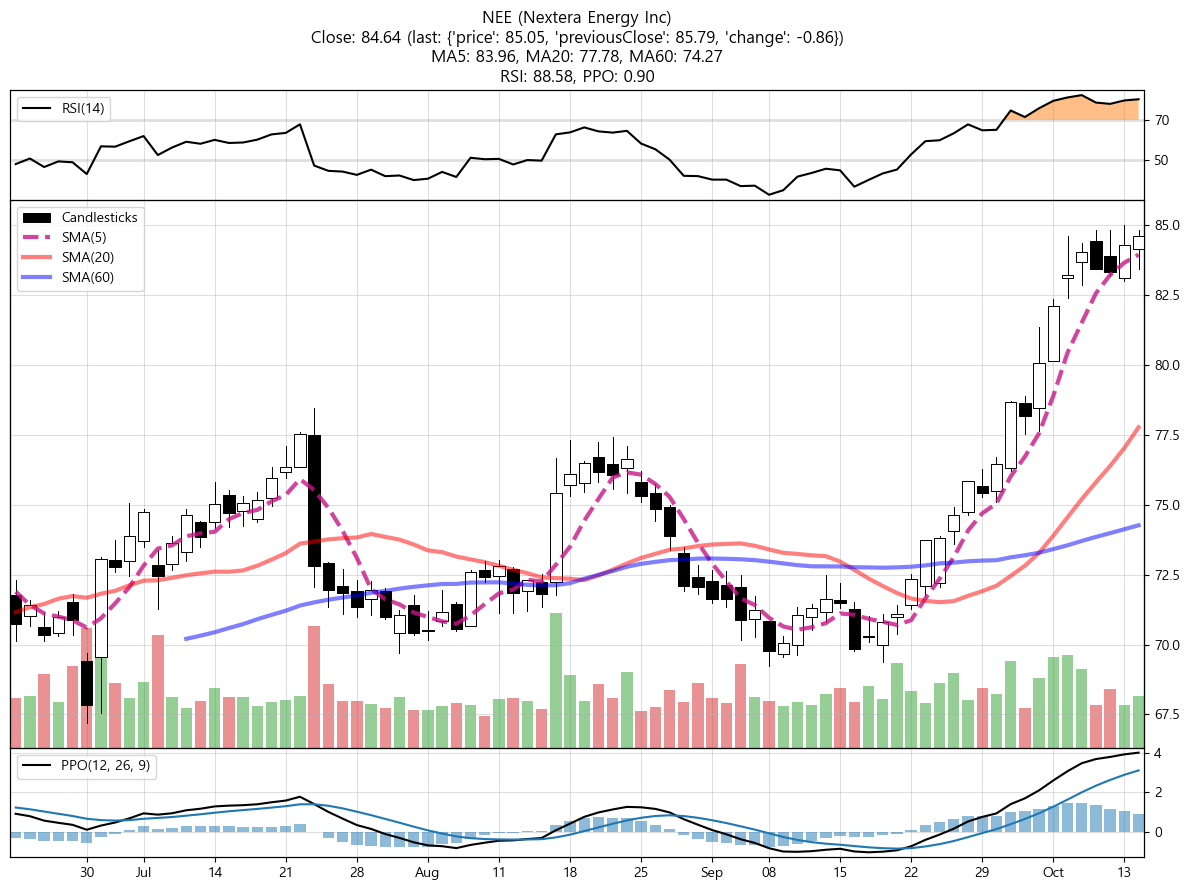 NEE (Nextera Energy Inc)
Close: 84.64 (last: {'price': 85.05, 'previousClose': 85.79, 'change': -0.86})
MA5: 83.96, MA20: 77.78, MA60: 74.27
RSI: 88.58, PPO: 0.90
RSI(14)
70
50
Candlesticks
SMA(5)
SMA(20)
SMA(60)
85.0
82.5
80.0
77.5
75.0
72.5
70.0
67.5
PPO(12, 26, 9)
4
2
0
30 Jul 14 21 28 Aug 11 18 25 Sep 08 15 22 29 Oct 13